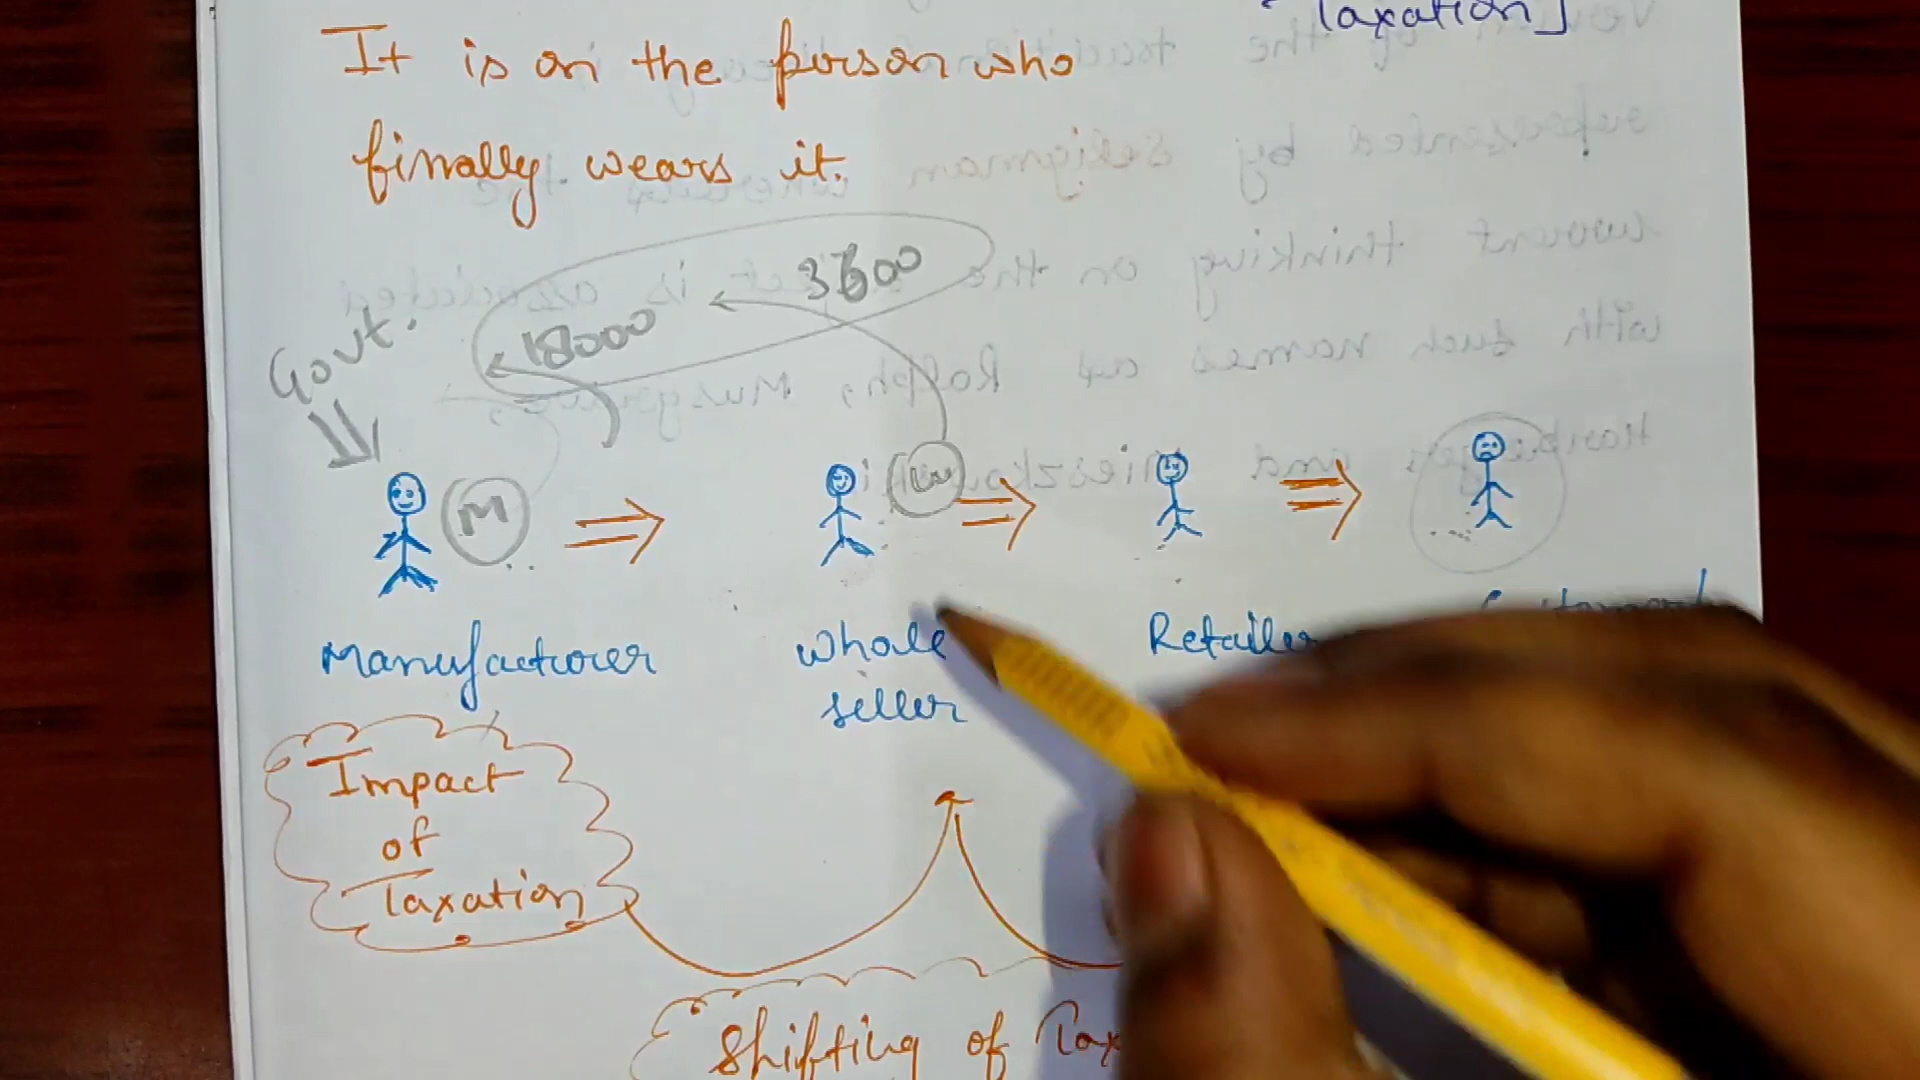 Taxation]
It is on the person who
finally wears it.
3600
18000
Govt.
M
W
Manufacturer
Whole
seller
Retailer
Impact
of
Taxation
Shifting of Tax